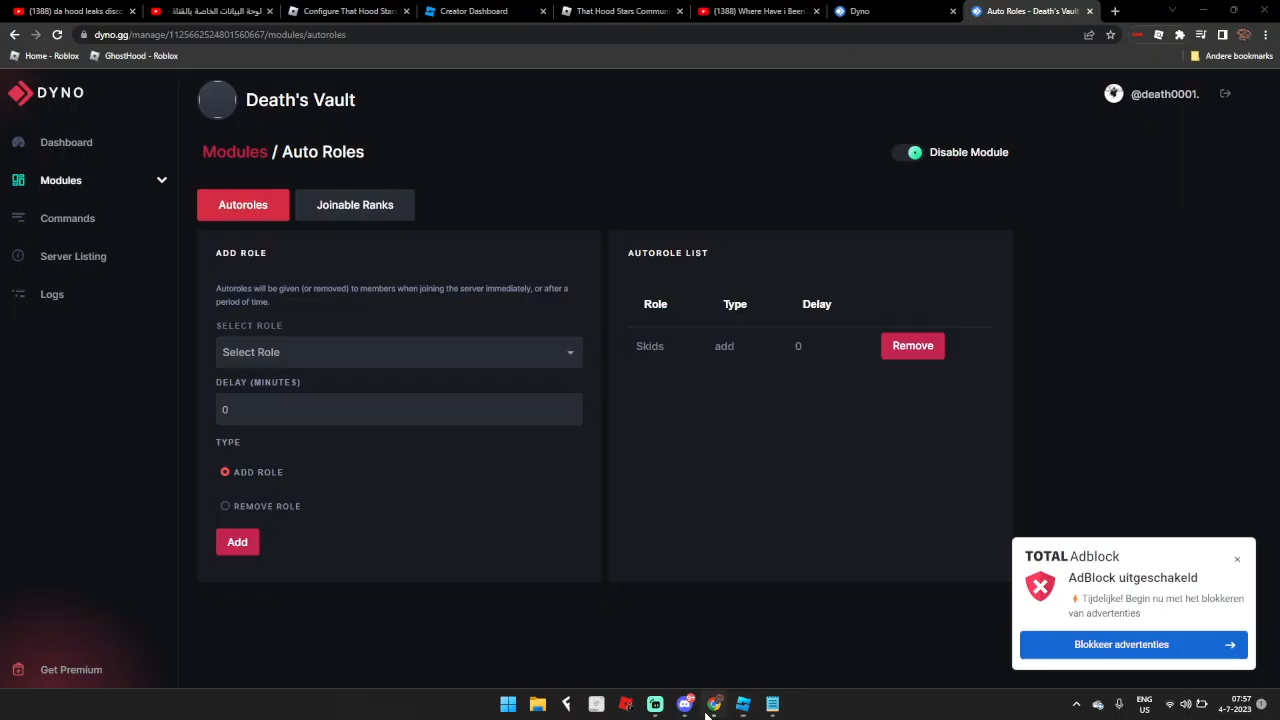 (1388) da hood leaks disco
لوحة البيانات الخاصة بالقناة
Configure That Hood Stars
Creator Dashboard
That Hood Stars Commun
(1388) Where Have i Been?
Dyno
Auto Roles - Death's Vault
dyno.gg/manage/1125662524801560667/modules/autoroles
Home - Roblox
GhostHood - Roblox
Andere bookmarks
DYNO
Death's Vault
@death0001.
Dashboard
Modules / Auto Roles
Disable Module
Modules
Commands
Server Listing
Logs
Autoroles
Joinable Ranks
ADD ROLE
AUTOROLE LIST
Autoroles will be given (or removed) to members when joining the server immediately, or after a
period of time.
Role Type Delay
SELECT ROLE
Select Role
Skids add 0 Remove
DELAY (MINUTES)
0
TYPE
ADD ROLE
REMOVE ROLE
Add
TOTAL Adblock
AdBlock uitgeschakeld
Tijdelijke! Begin nu met het blokkeren
van advertenties
Blokkeer advertenties
Get Premium
ENG
US
07:57
4-7-2023